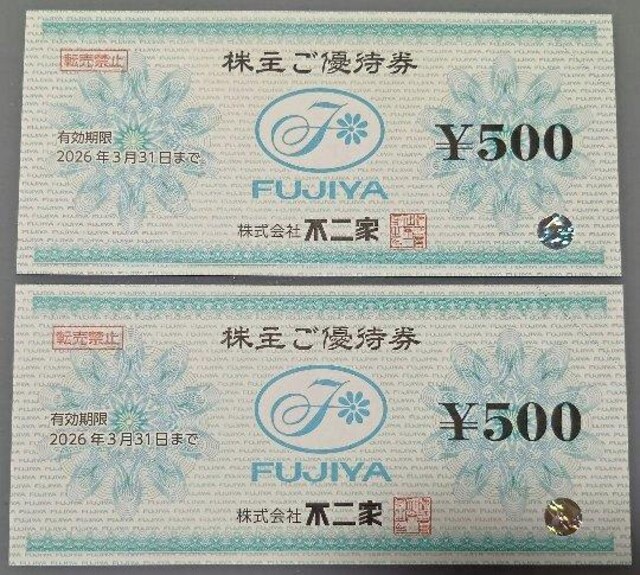 転売禁止
株主ご優待券
有効期限
2026年3月31日まで
¥500
FUJIYA
株式会社 不二家
転売禁止
株主ご優待券
有効期限
2026年3月31日まで
¥500
FUJIYA
株式会社 不二家